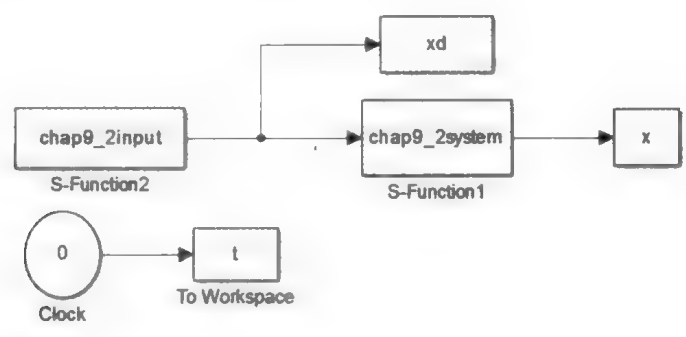 xd
chap9_2input
chap9_2system
x
S-Function2
S-Function1
0
t
Clock
To Workspace